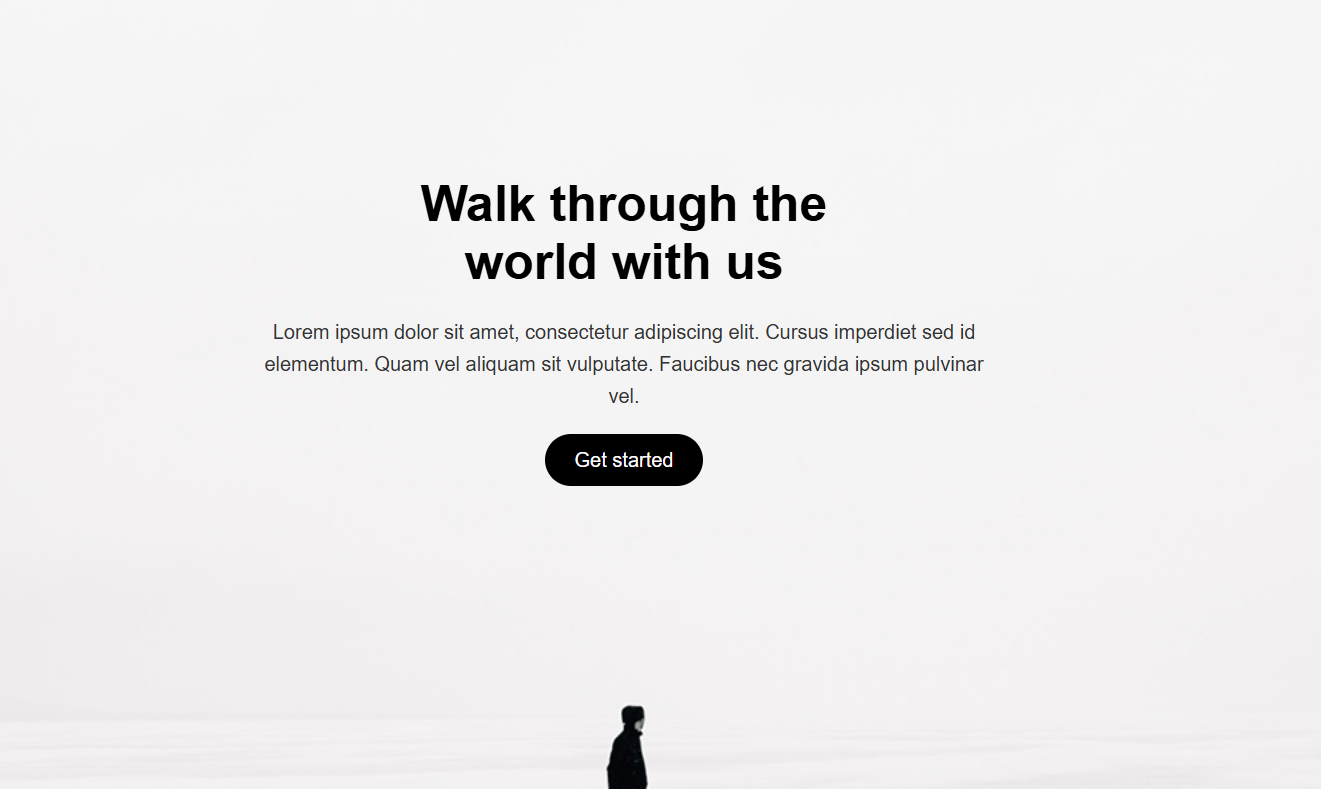 Walk through the
world with us
Lorem ipsum dolor sit amet, consectetur adipiscing elit. Cursus imperdiet sed id
elementum. Quam vel aliquam sit vulputate. Faucibus nec gravida ipsum pulvinar
vel.
Get started